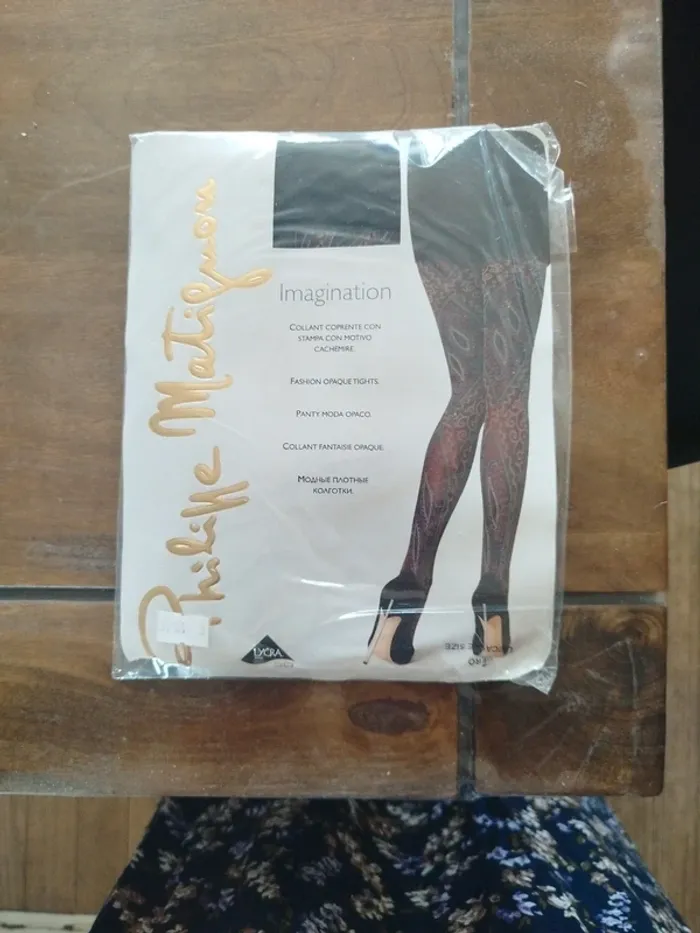 Philippe Matignon
Imagination
COLLANT COPRENTE CON
STAMPA CON MOTIVO
CACHEMIRE.
FASHION OPAQUE TIGHTS.
PANTY MODA OPACO.
COLLANT FANTAISIE OPAQUE.
МОДНЫЕ ПЛОТНЫЕ
КОЛГОТКИ.
LYCRA
SIZE